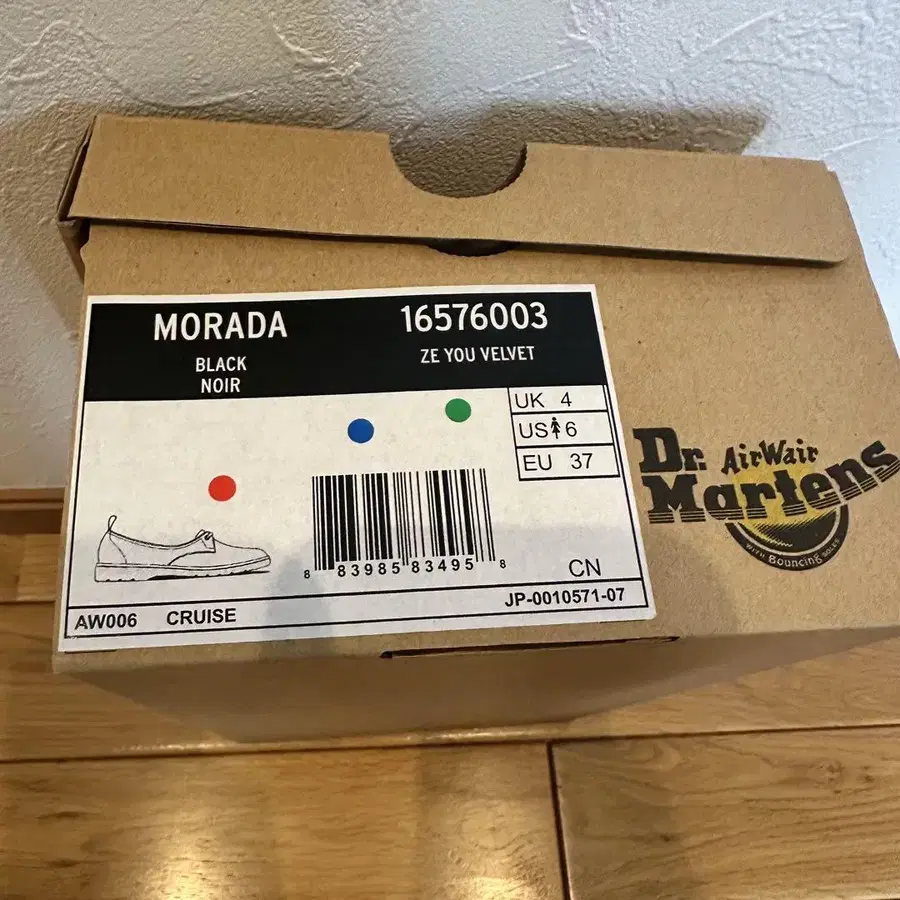 MORADA
BLACK
NOIR
16576003
ZE YOU VELVET
UK 4
US 6
EU 37
8 83985 83495 8
CN
JP-0010571-07
AW006 CRUISE
Dr. AirWair
Martens
WITH Bouncing SOLES